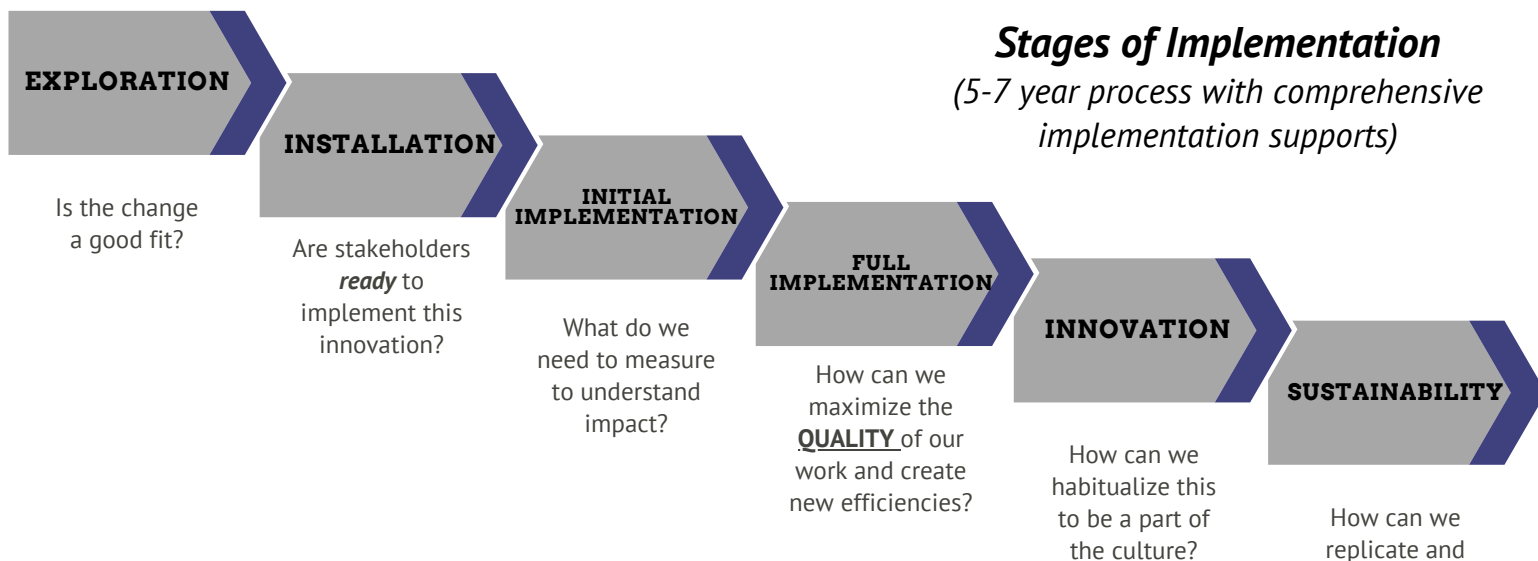 Stages of Implementation
(5-7 year process with comprehensive
implementation supports)
EXPLORATION
Is the change
a good fit?
INSTALLATION
Are stakeholders
ready to
implement this
innovation?
INITIAL
IMPLEMENTATION
What do we
need to measure
to understand
impact?
FULL
IMPLEMENTATION
How can we
maximize the
QUALITY of our
work and create
new efficiencies?
INNOVATION
How can we
habitualize this
to be a part of
the culture?
SUSTAINABILITY
How can we
replicate and